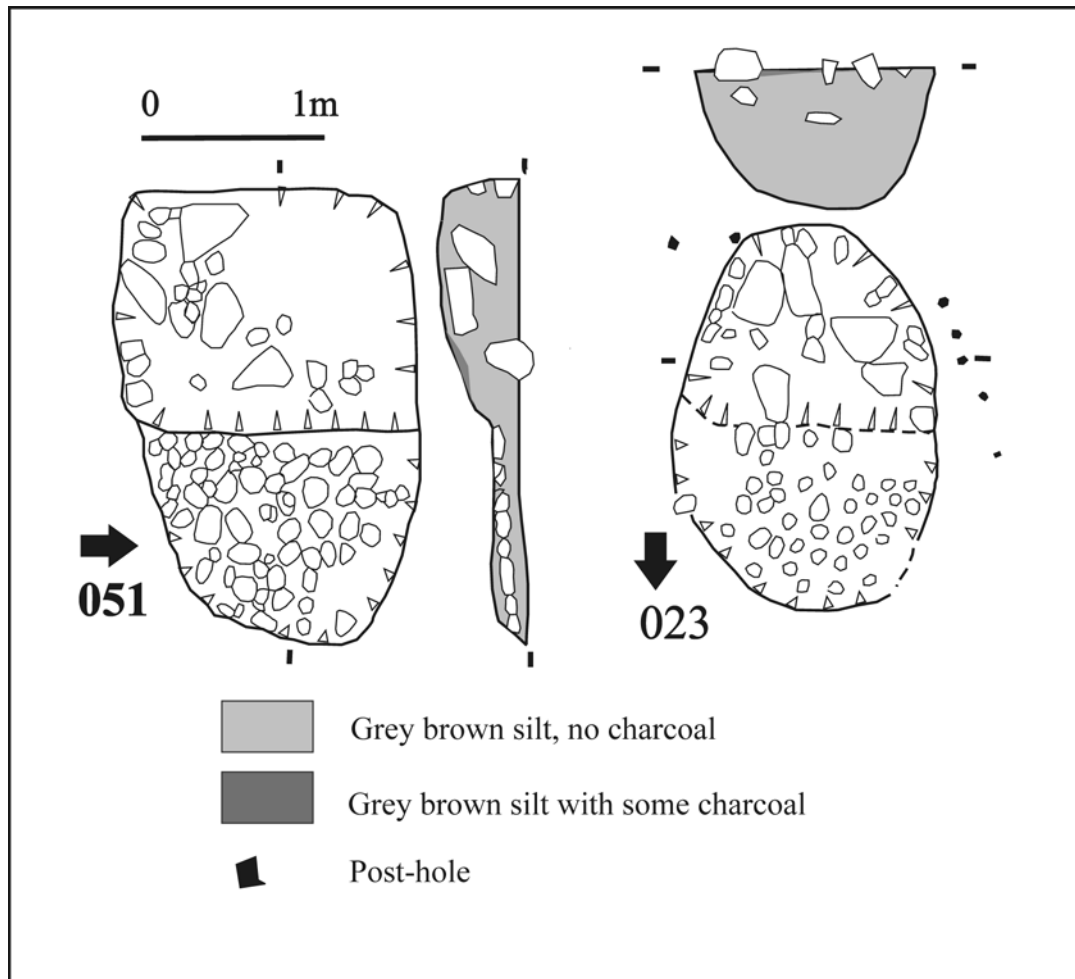 0 1m
051
023
Grey brown silt, no charcoal
Grey brown silt with some charcoal
Post-hole